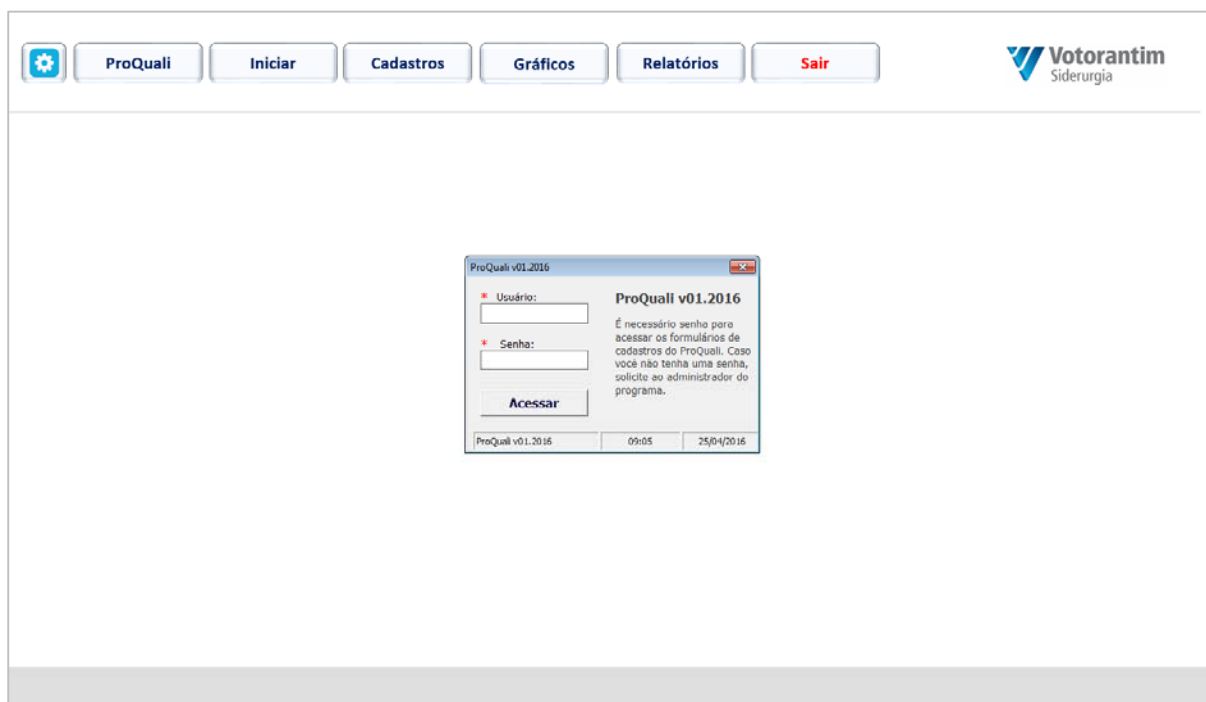 ProQuali Iniciar Cadastros Gráficos Relatórios Sair
Votorantim
Siderurgia
ProQuali v01.2016
* Usuário:
* Senha:
Acessar
ProQuali v01.2016
É necessário senha para
acessar os formulários de
cadastros do ProQuali. Caso
você não tenha uma senha,
solicite ao administrador do
programa.
ProQuali v01.2016 09:05 25/04/2016